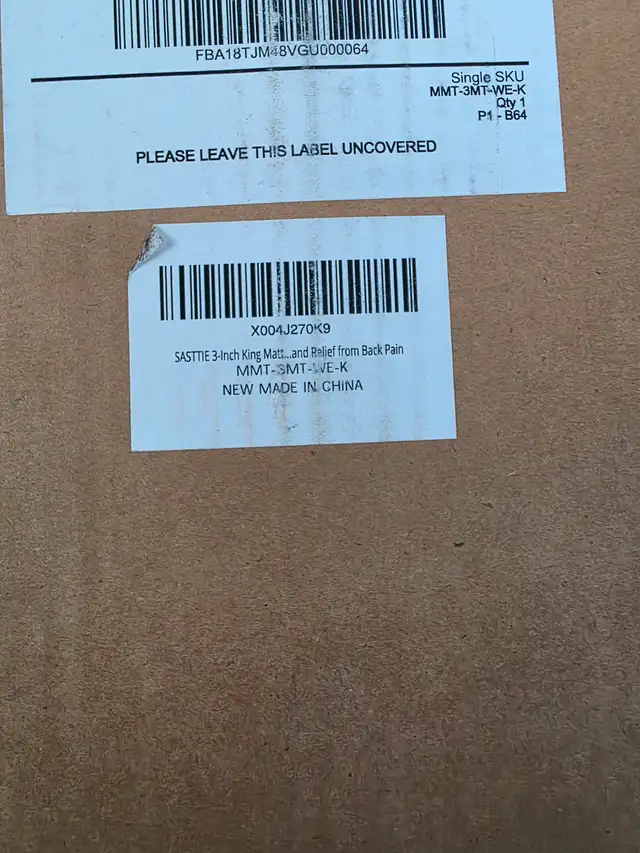 FBA18TJM48VGU000064
Single SKU
MMT-3MT-WE-K
Qty 1
P1 - B64
PLEASE LEAVE THIS LABEL UNCOVERED
X004J270K9
SASTTIE 3-Inch King Matt...and Relief from Back Pain
MMT-3MT-WE-K
NEW MADE IN CHINA